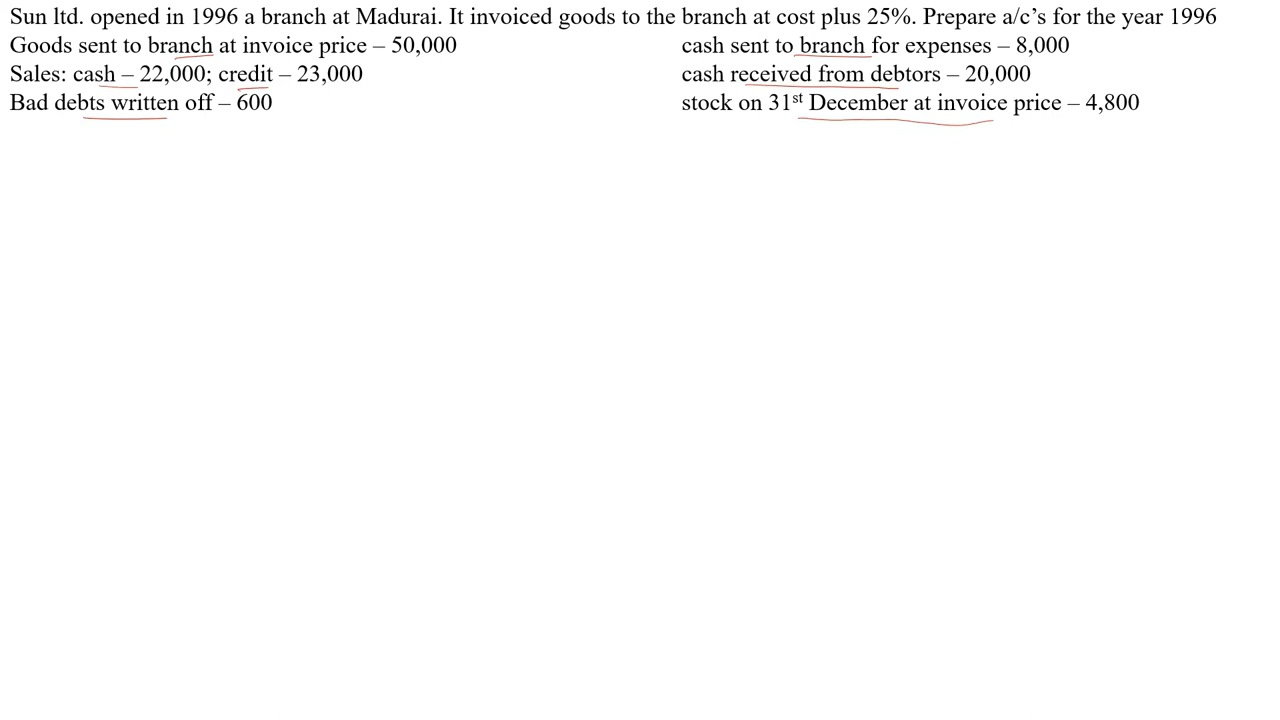 Sun ltd. opened in 1996 a branch at Madurai. It invoiced goods to the branch at cost plus 25%. Prepare a/c’s for the year 1996
Goods sent to branch at invoice price – 50,000
Sales: cash – 22,000; credit – 23,000
Bad debts written off – 600
cash sent to branch for expenses – 8,000
cash received from debtors – 20,000
stock on 31st December at invoice price – 4,800